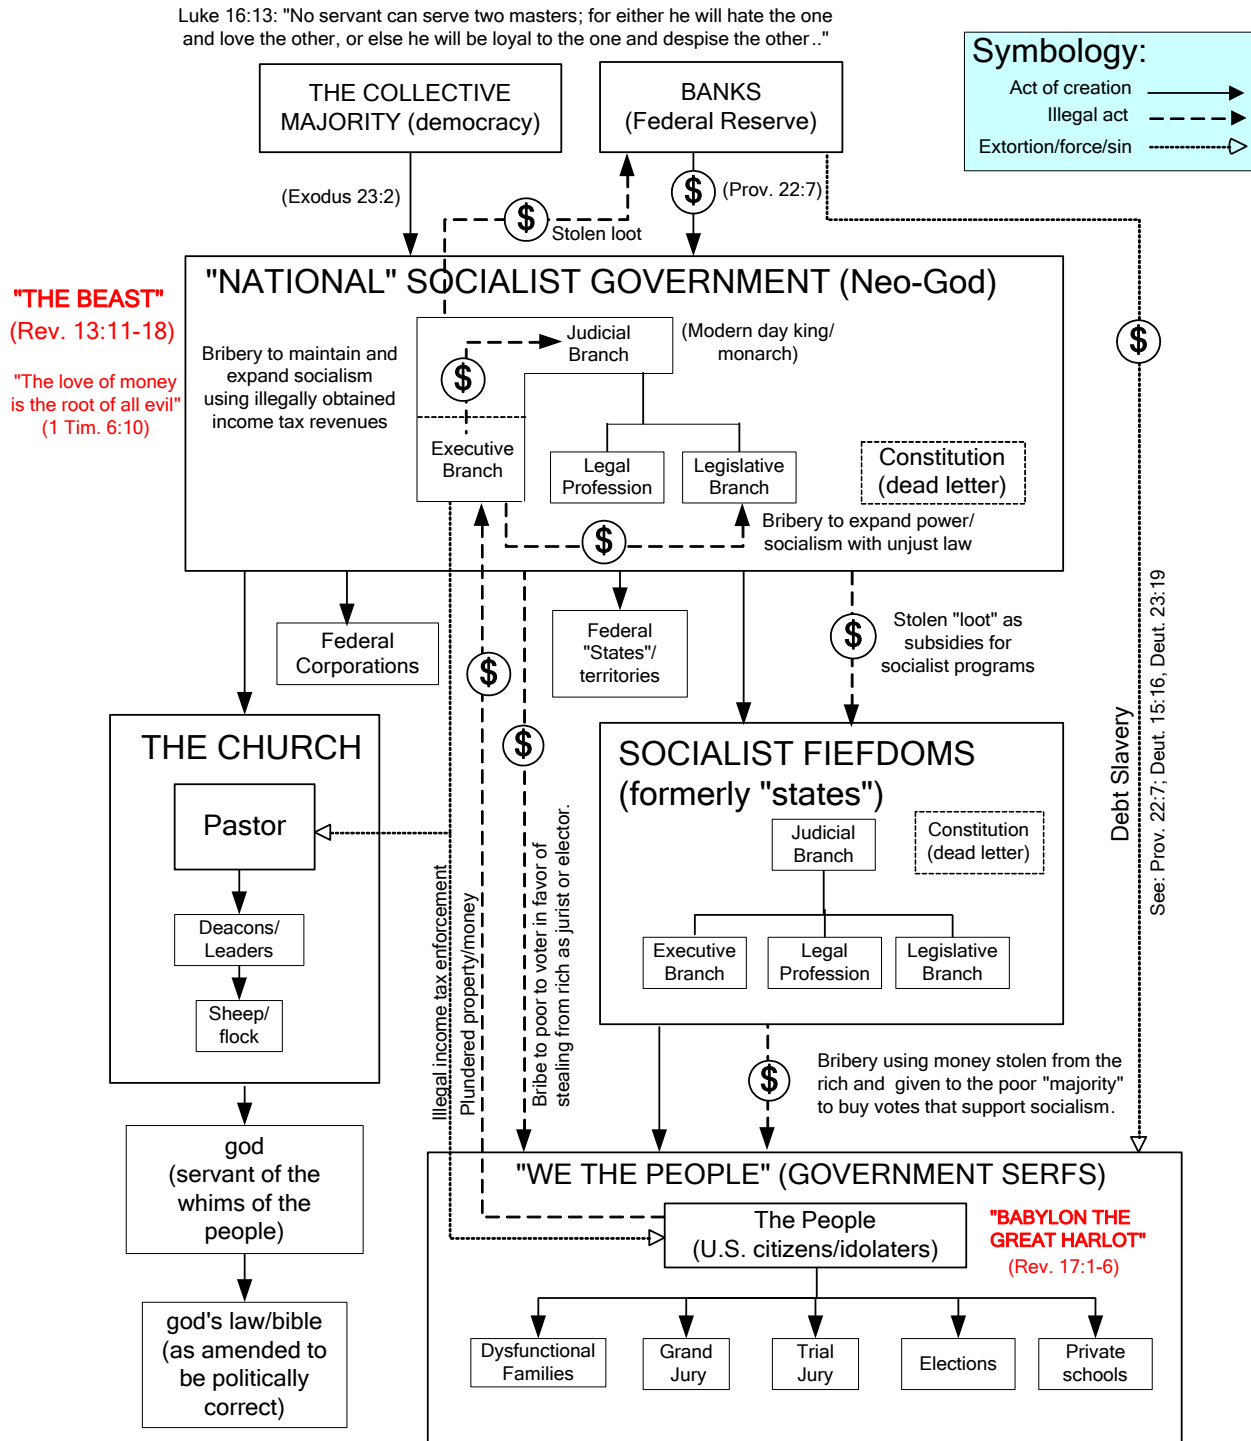 Luke 16:13: "No servant can serve two masters; for either he will hate the one
and love the other, or else he will be loyal to the one and despise the other.."
Symbology:
Act of creation
Illegal act
Extortion/force/sin
THE COLLECTIVE
MAJORITY (democracy)
BANKS
(Federal Reserve)
(Exodus 23:2)
$
Stolen loot
$
(Prov. 22:7)
"THE BEAST"
(Rev. 13:11-18)
"The love of money
is the root of all evil"
(1 Tim. 6:10)
"NATIONAL" SOCIALIST GOVERNMENT (Neo-God)
Bribery to maintain and
expand socialism
using illegally obtained
income tax revenues
$
Judicial
Branch
(Modern day king/
monarch)
$
Executive
Branch
Legal
Profession
Legislative
Branch
Constitution
(dead letter)
$
Bribery to expand power/
socialism with unjust law
Federal
Corporations
Federal
"States"/
territories
$
Stolen "loot" as
subsidies for
socialist programs
$
$
Debt Slavery
See: Prov. 22:7; Deut. 15:16, Deut. 23:19
THE CHURCH
Pastor
Deacons/
Leaders
Sheep/
flock
Illegal income tax enforcement
Plundered property/money
Bribe to poor to voter in favor of
stealing from rich as jurist or elector.
SOCIALIST FIEFDOMS
(formerly "states")
Judicial
Branch
Constitution
(dead letter)
Executive
Branch
Legal
Profession
Legislative
Branch
$
Bribery using money stolen from the
rich and given to the poor "majority"
to buy votes that support socialism.
god
(servant of the
whims of the
people)
god's law/bible
(as amended to
be politically
correct)
"WE THE PEOPLE" (GOVERNMENT SERFS)
The People
(U.S. citizens/idolaters)
"BABYLON THE
GREAT HARLOT"
(Rev. 17:1-6)
Dysfunctional
Families
Grand
Jury
Trial
Jury
Elections
Private
schools